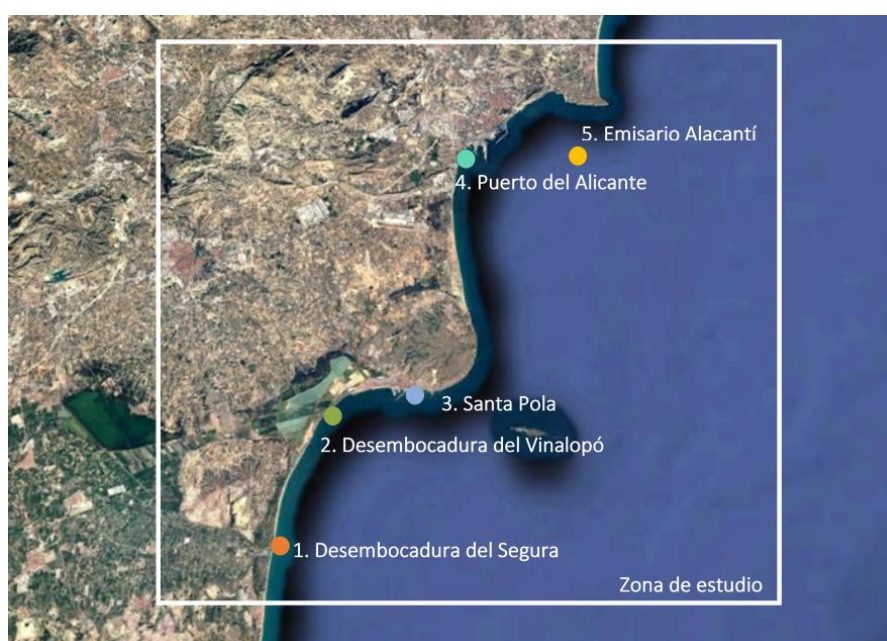 5. Emisario Alacantí
4. Puerto del Alicante
3. Santa Pola
2. Desembocadura del Vinalopó
1. Desembocadura del Segura
Zona de estudio